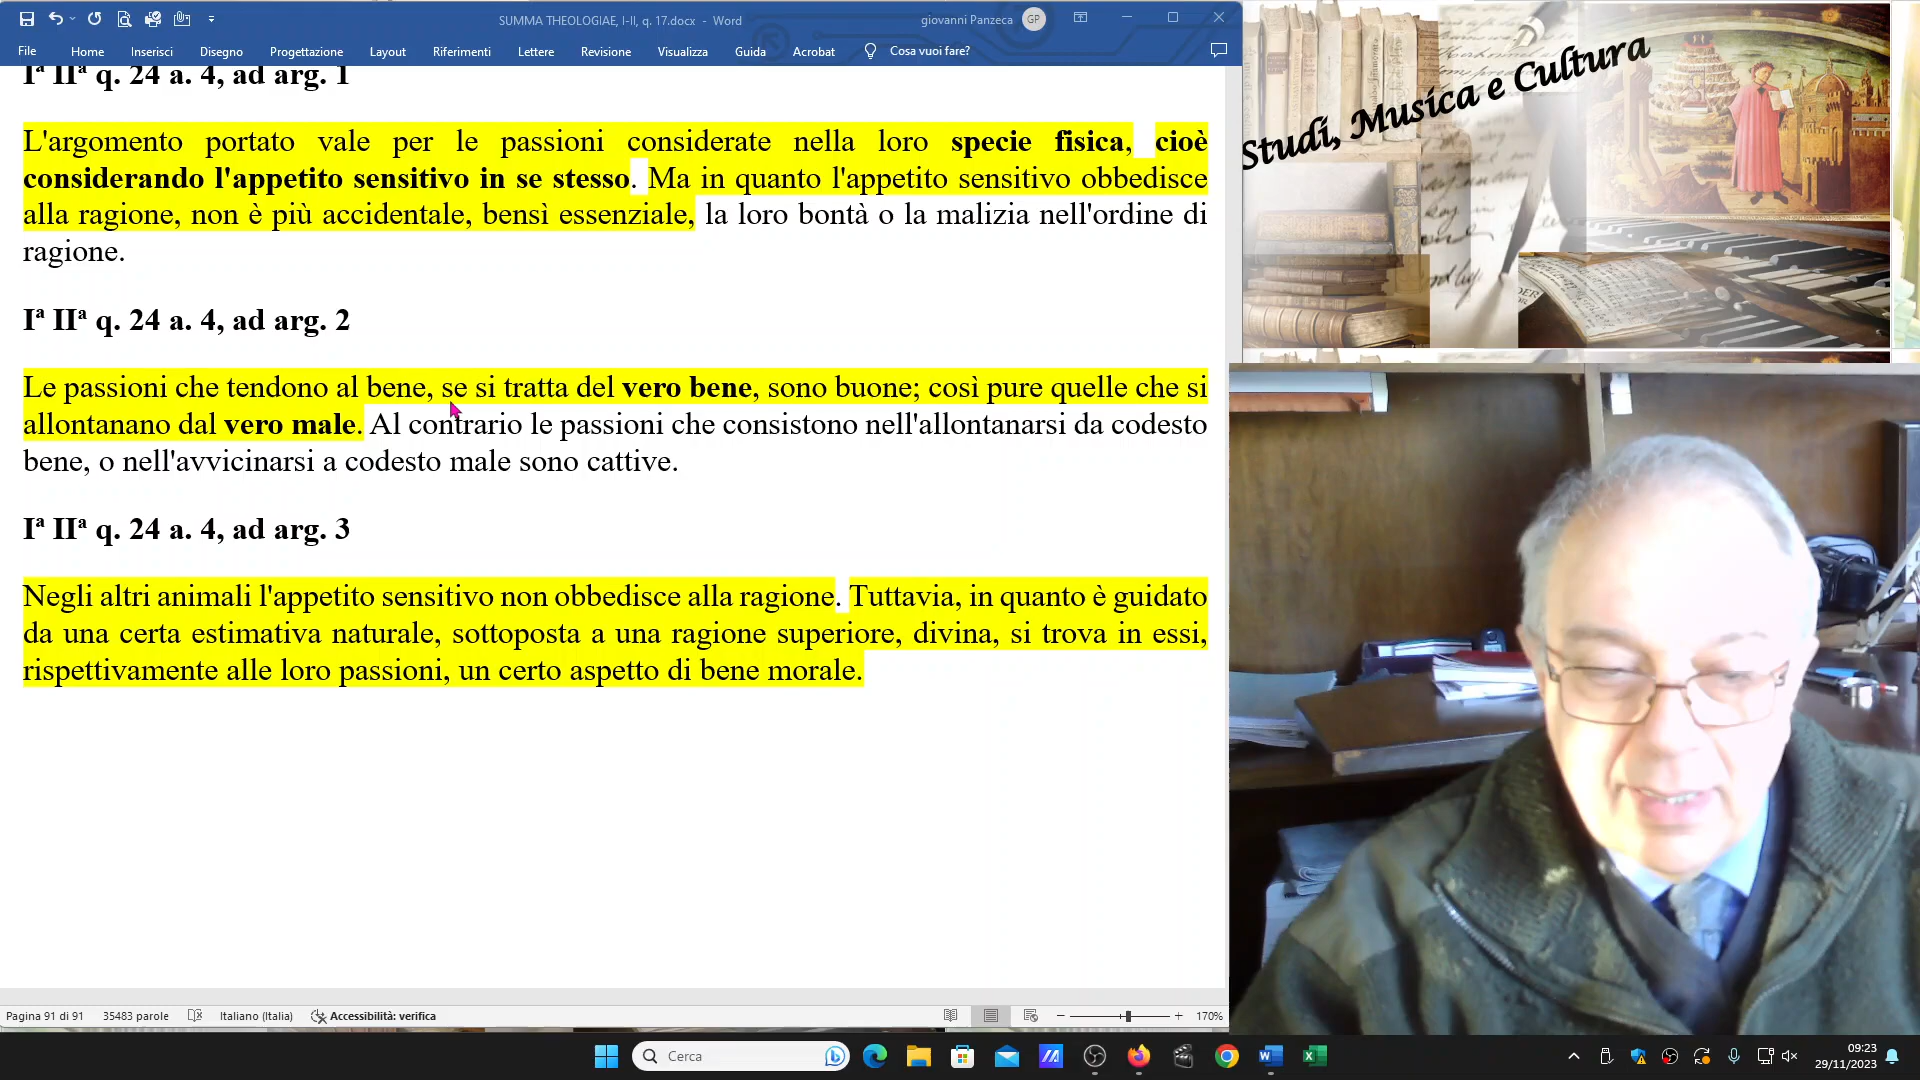 SUMMA THEOLOGIAE, I-II, q. 17.docx - Word
giovanni Panzeca
GP
File Home Inserisci Disegno Progettazione Layout Riferimenti Lettere Revisione Visualizza Guida Acrobat Cosa vuoi fare?
Iª IIª q. 24 a. 4, ad arg. 1
L'argomento portato vale per le passioni considerate nella loro specie fisica, cioè
considerando l'appetito sensitivo in se stesso. Ma in quanto l'appetito sensitivo obbedisce
alla ragione, non è più accidentale, bensì essenziale, la loro bontà o la malizia nell'ordine di
ragione.
Iª IIª q. 24 a. 4, ad arg. 2
Le passioni che tendono al bene, se si tratta del vero bene, sono buone; così pure quelle che si
allontanano dal vero male. Al contrario le passioni che consistono nell'allontanarsi da codesto
bene, o nell'avvicinarsi a codesto male sono cattive.
Iª IIª q. 24 a. 4, ad arg. 3
Negli altri animali l'appetito sensitivo non obbedisce alla ragione. Tuttavia, in quanto è guidato
da una certa estimativa naturale, sottoposta a una ragione superiore, divina, si trova in essi,
rispettivamente alle loro passioni, un certo aspetto di bene morale.
Pagina 91 di 91 35483 parole Italiano (Italia) Accessibilità: verifica 170%
Studi, Musica e Cultura
Cerca
09:23
29/11/2023